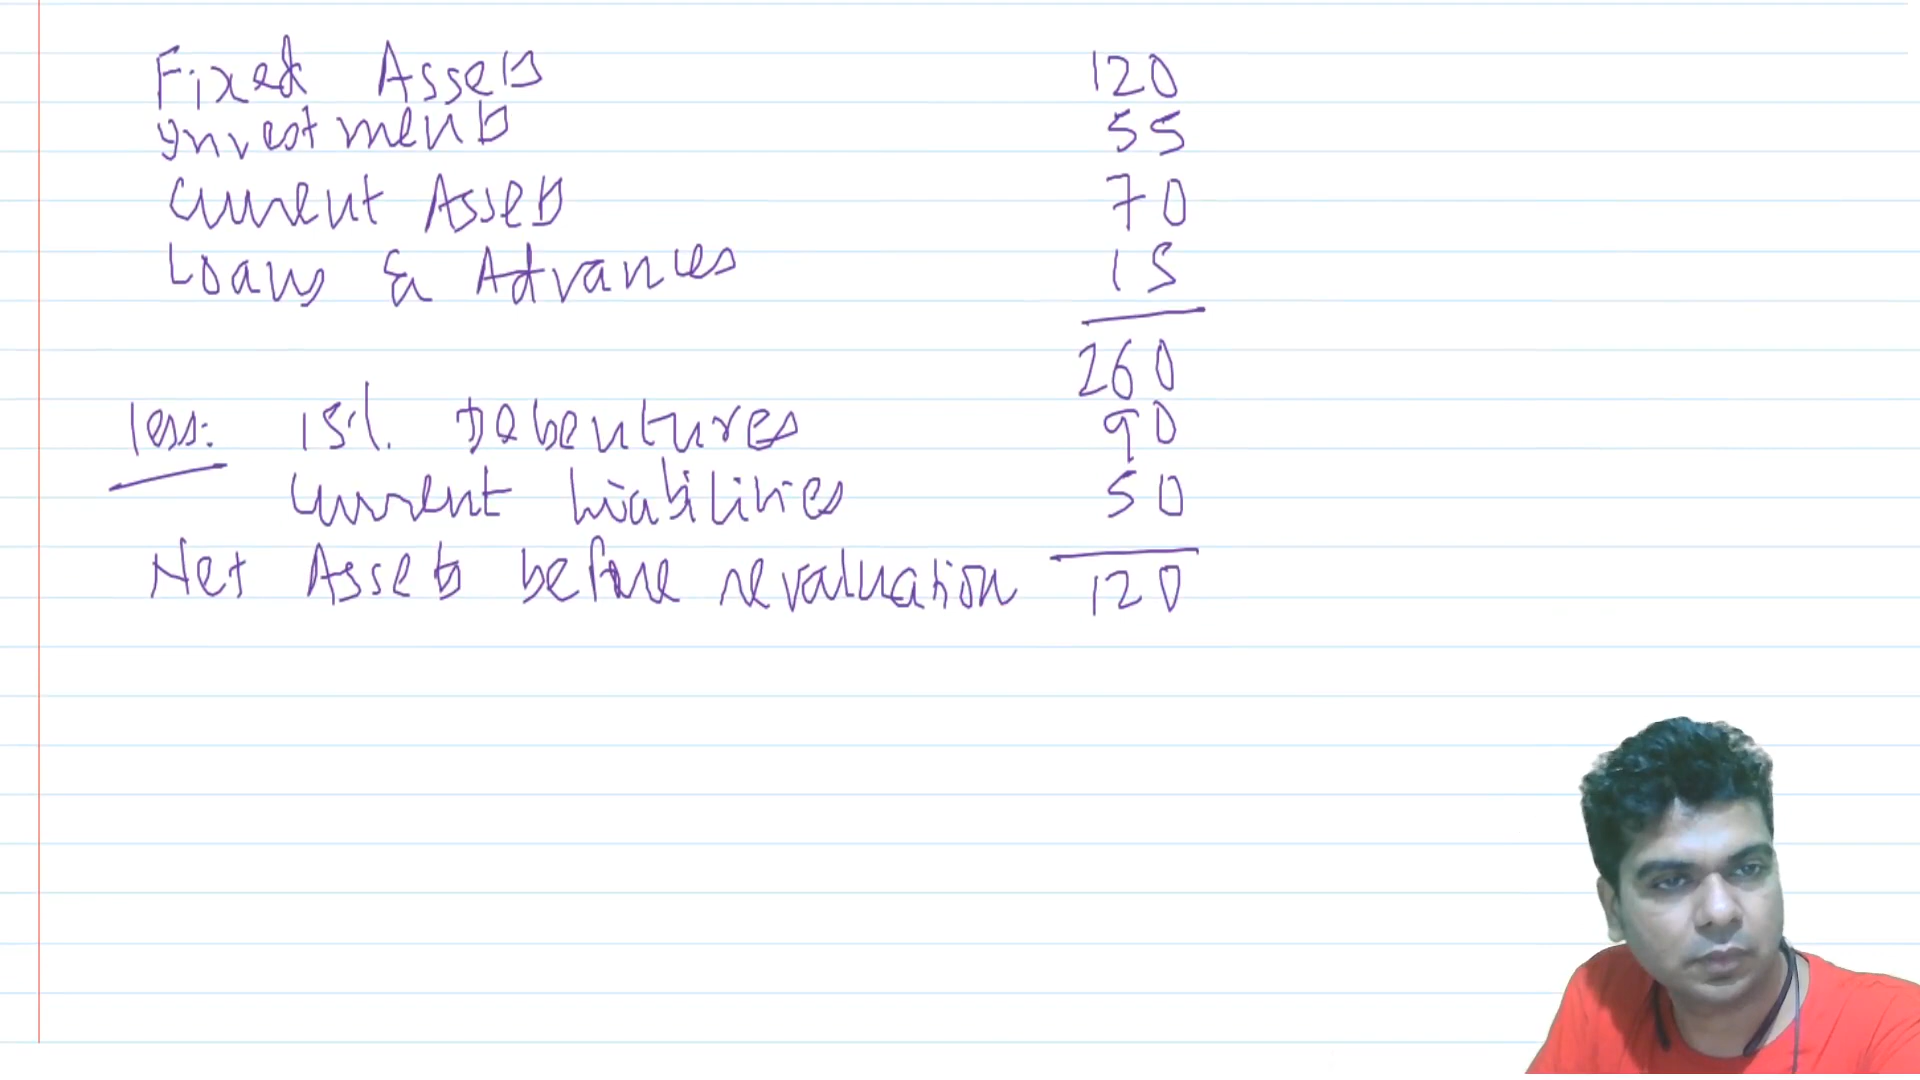 Fixed Assets 120
Investments 55
Current Assets 70
Loans & Advances 15
260
less: 15%. Debentures 90
Current Liabilities 50
Net Assets before revaluation 120